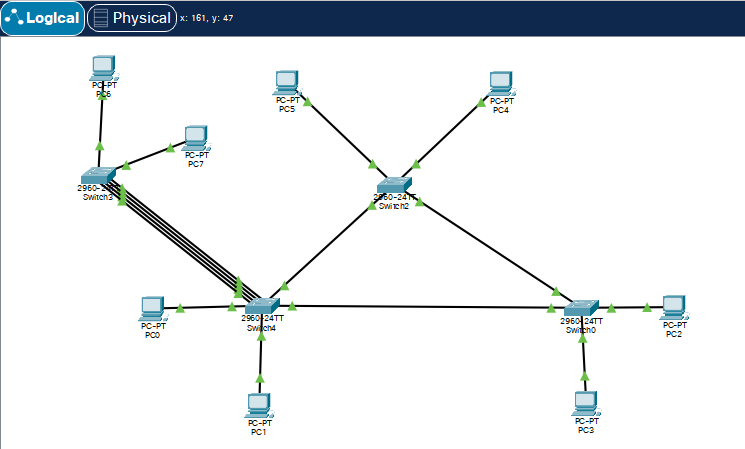 Logical
Physical
x: 161, y: 47
PC-PT
PC6
PC-PT
PC5
PC-PT
PC4
PC-PT
PC7
Switch3
2960-24TT
Switch2
PC-PT
PC0
2960-24TT
Switch4
2960-24TT
Switch0
PC-PT
PC2
PC-PT
PC1
PC-PT
PC3